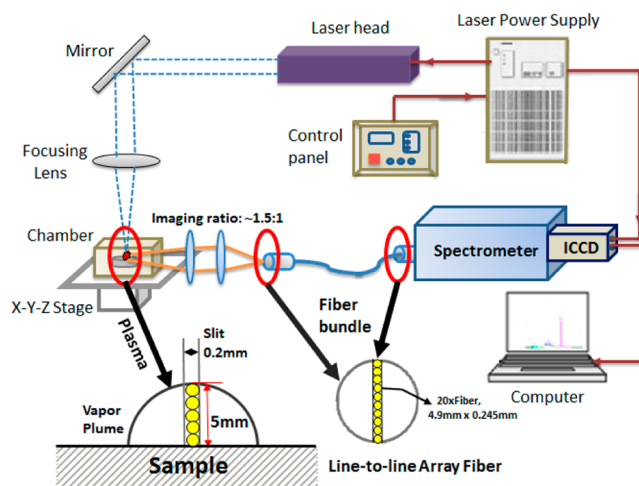 Laser Power Supply
Laser head
Mirror
Control
panel
Focusing
Lens
Chamber
Imaging ratio: ~1.5:1
Spectrometer
ICCD
X-Y-Z Stage
Plasma
Fiber
bundle
Slit
0.2mm
Computer
20xFiber,
4.9mm x 0.245mm
Vapor
Plume
5mm
Sample
Line-to-line Array Fiber